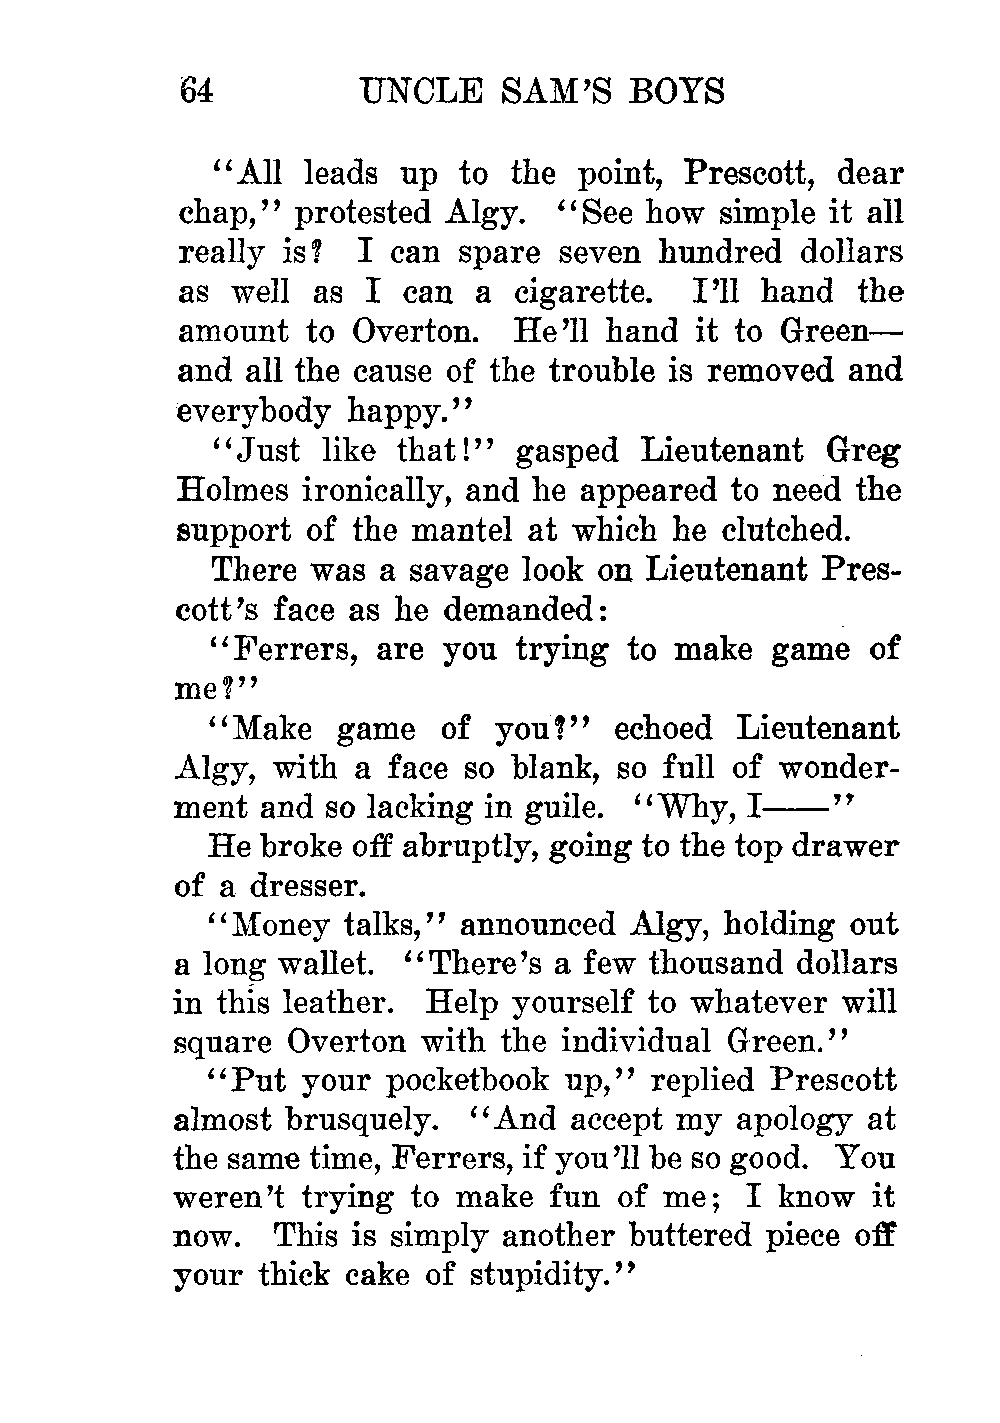 64 UNCLE SAM'S BOYS
"All leads up to the point, Prescott, dear
chap," protested Algy. "See how simple it all
really is? I can spare seven hundred dollars
as well as I can a cigarette. I'll hand the
amount to Overton. He'll hand it to Green—
and all the cause of the trouble is removed and
everybody happy."
"Just like that!" gasped Lieutenant Greg
Holmes ironically, and he appeared to need the
support of the mantel at which he clutched.
There was a savage look on Lieutenant Pres-
cott's face as he demanded:
"Ferrers, are you trying to make game of
me?"
"Make game of you?" echoed Lieutenant
Algy, with a face so blank, so full of wonder-
ment and so lacking in guile. "Why, I——"
He broke off abruptly, going to the top drawer
of a dresser.
"Money talks," announced Algy, holding out
a long wallet. "There's a few thousand dollars
in this leather. Help yourself to whatever will
square Overton with the individual Green."
"Put your pocketbook up," replied Prescott
almost brusquely. "And accept my apology at
the same time, Ferrers, if you'll be so good. You
weren't trying to make fun of me; I know it
now. This is simply another buttered piece off
your thick cake of stupidity."